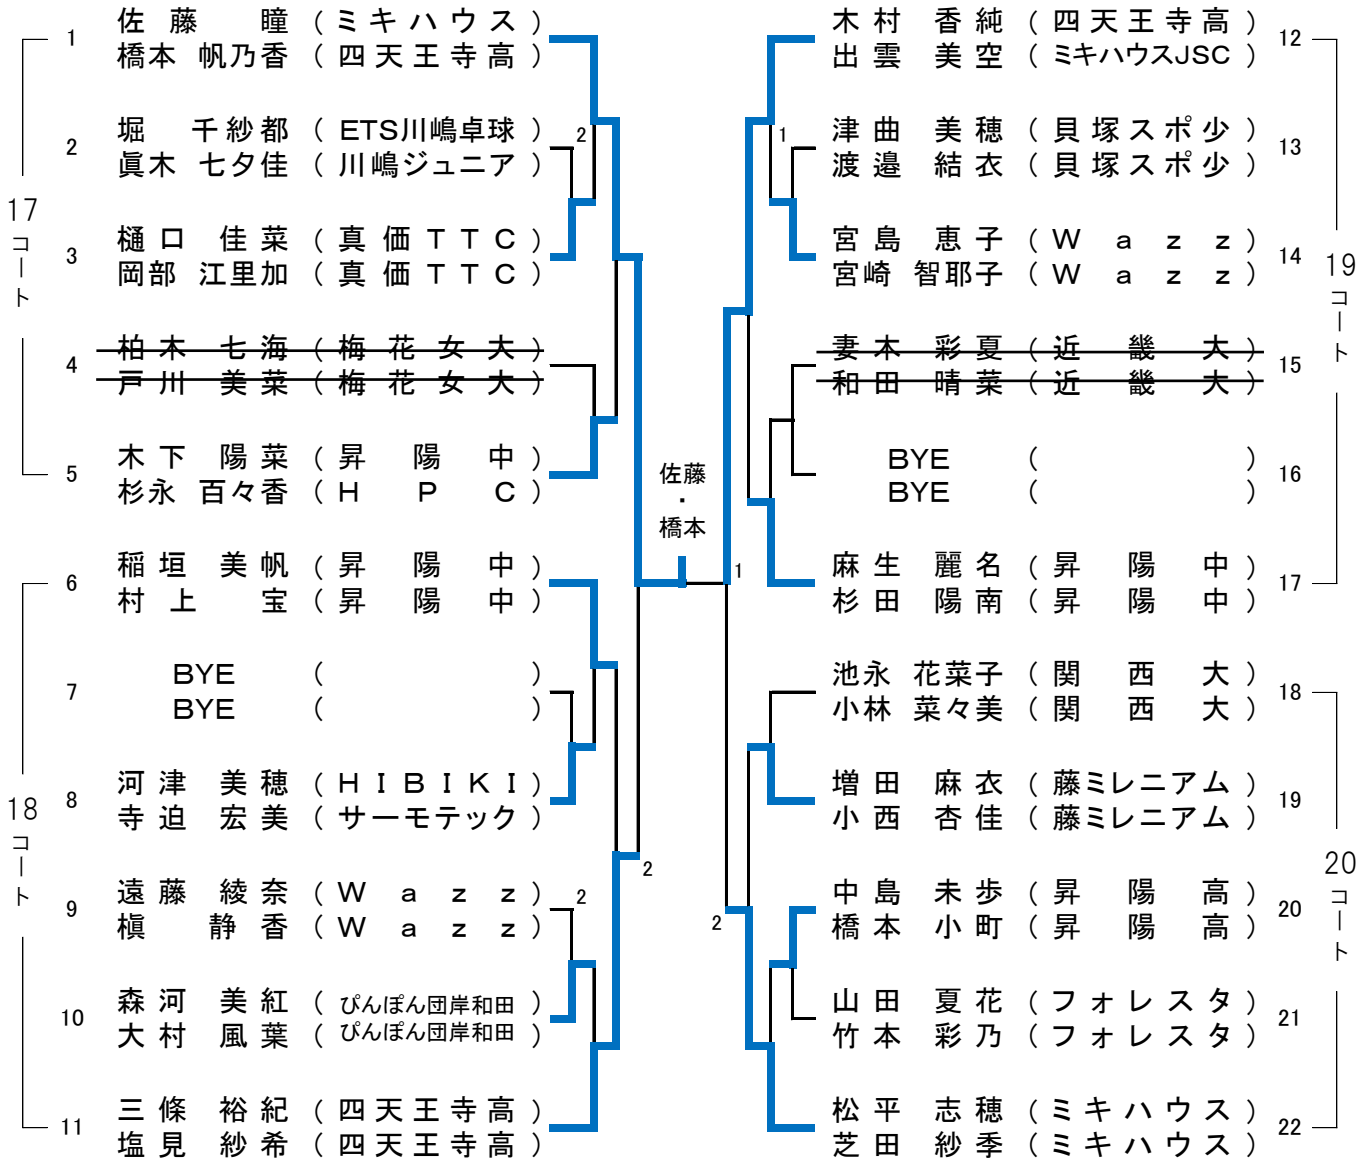 佐藤 瞳 (ミキハウス)
1
橋本 帆乃香 (四天王寺高)
堀 千紗都 (ETS川嶋卓球)
2
眞木 七夕佳 (川嶋ジュニア)
2
17コート
樋口 佳菜 (真価TTC)
3
岡部 江里加 (真価TTC)
柏木 七海 (梅花女大)
4
戸川 美菜 (梅花女大)
木下 陽菜 (昇陽中)
5
杉永 百々香 (HPC)
稲垣 美帆 (昇陽中)
6
村上 宝 (昇陽中)
BYE ( )
7
BYE ( )
河津 美穂 (HIBIKI)
8
寺迫 宏美 (サーモテック)
18コート
遠藤 綾奈 (Wazz)
9
槇 静香 (Wazz)
2
2
森河 美紅 (ぴんぽん団岸和田)
10
大村 風葉 (ぴんぽん団岸和田)
三條 裕紀 (四天王寺高)
11
塩見 紗希 (四天王寺高)
佐藤
・
橋本
1
木村 香純 (四天王寺高)
12
出雲 美空 (ミキハウスJSC)
1
津曲 美穂 (貝塚スポ少)
13
渡邉 結衣 (貝塚スポ少)
宮島 恵子 (Wazz)
14
宮崎 智耶子 (Wazz)
19コート
妻木 彩夏 (近畿大)
15
和田 晴菜 (近畿大)
BYE ( )
16
BYE ( )
麻生 麗名 (昇陽中)
17
杉田 陽南 (昇陽中)
池永 花菜子 (関西大)
18
小林 菜々美 (関西大)
増田 麻衣 (藤ミレニアム)
19
小西 杏佳 (藤ミレニアム)
20コート
2
中島 未歩 (昇陽高)
20
橋本 小町 (昇陽高)
山田 夏花 (フォレスタ)
21
竹本 彩乃 (フォレスタ)
松平 志穂 (ミキハウス)
22
芝田 紗季 (ミキハウス)